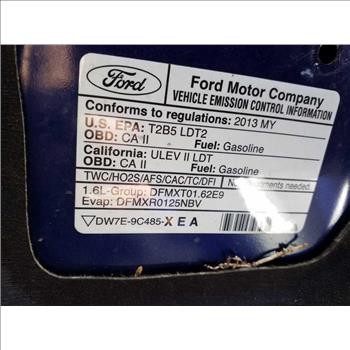 Ford
Ford Motor Company
VEHICLE EMISSION CONTROL INFORMATION
Conforms to regulations: 2013 MY
U.S. EPA: T2B5 LDT2
OBD: CA II Fuel: Gasoline
California: ULEV II LDT
OBD: CA II Fuel: Gasoline
TWC/HO2S/AFS/CAC/TC/DFI needed.
1.6L-Group: DFMXT01.62E9
Evap: DFMXR0125NBV
DW7E-9C485-XEA